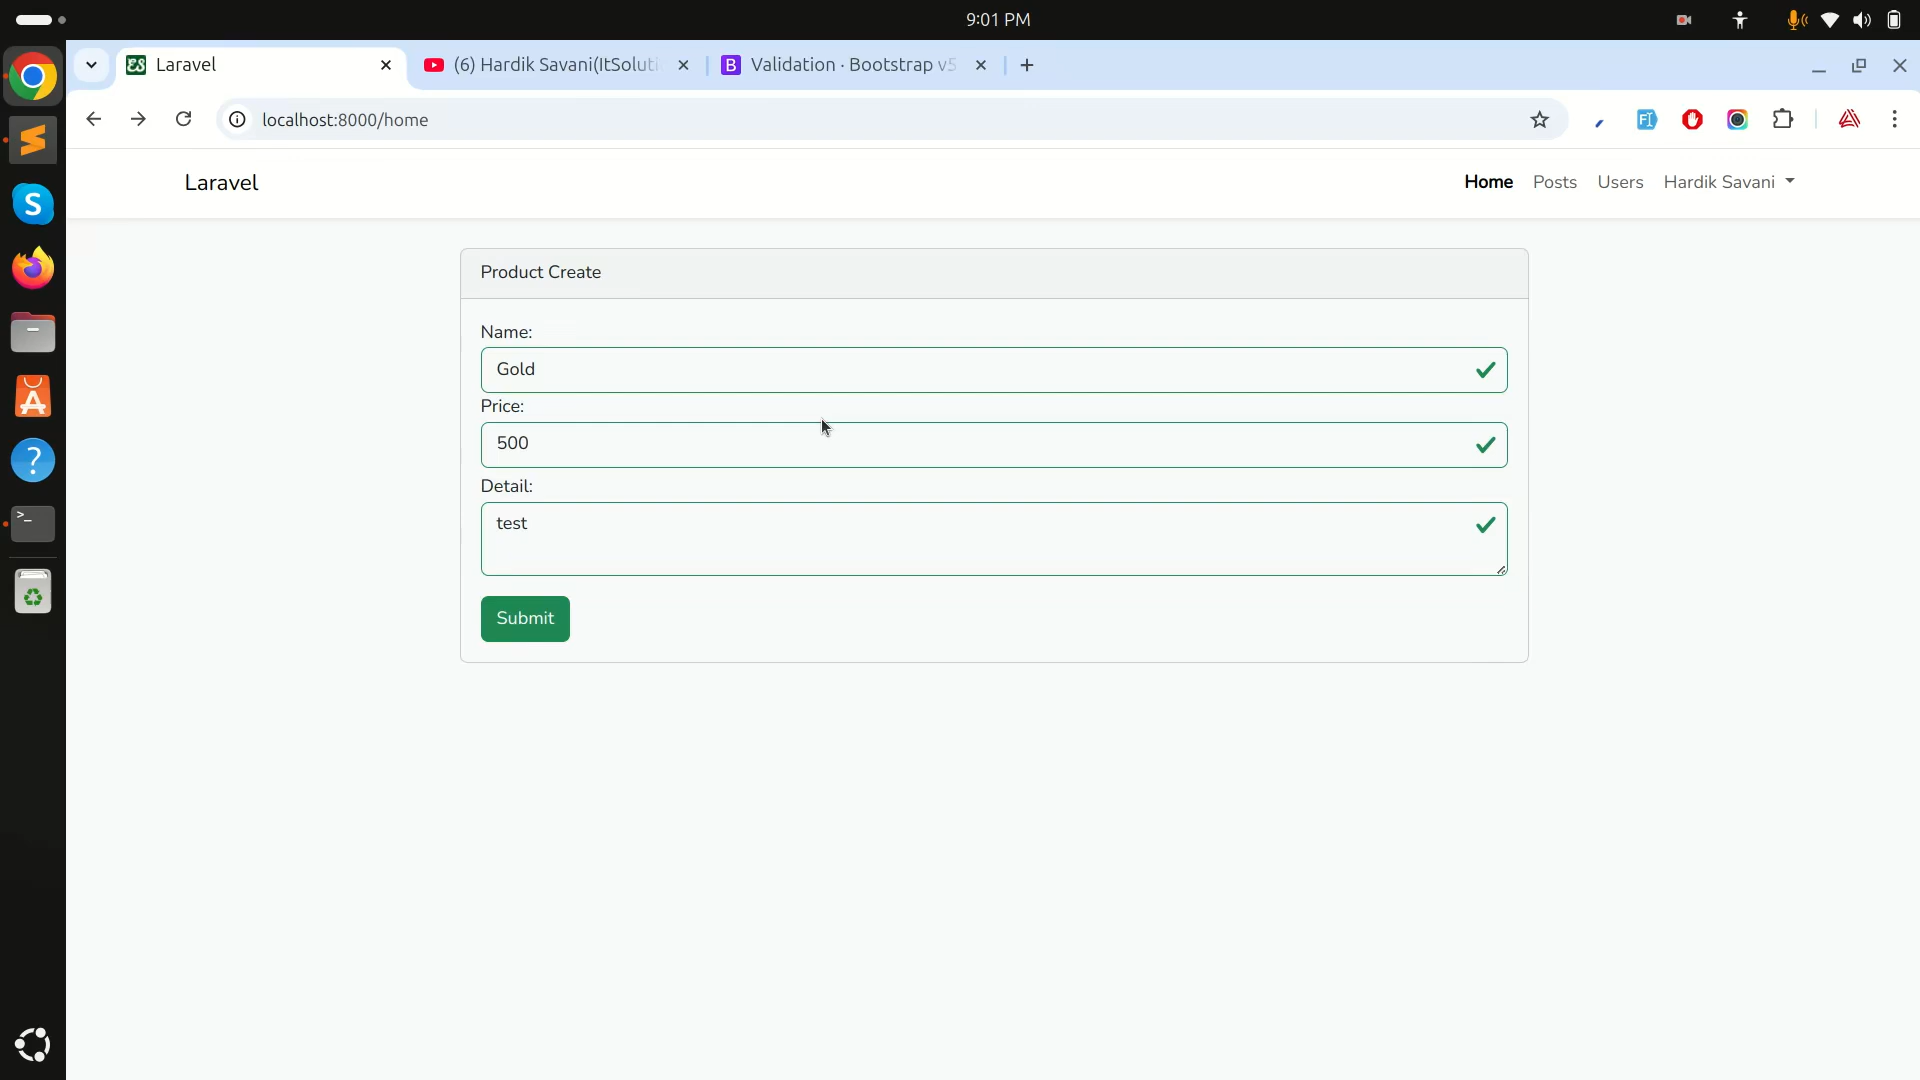 9:01 PM
Laravel
(6) Hardik Savani(ItSoluti
Validation · Bootstrap v5
localhost:8000/home
Laravel
Home
Posts
Users
Hardik Savani
Product Create
Name:
Gold
Price:
500
Detail:
test
Submit